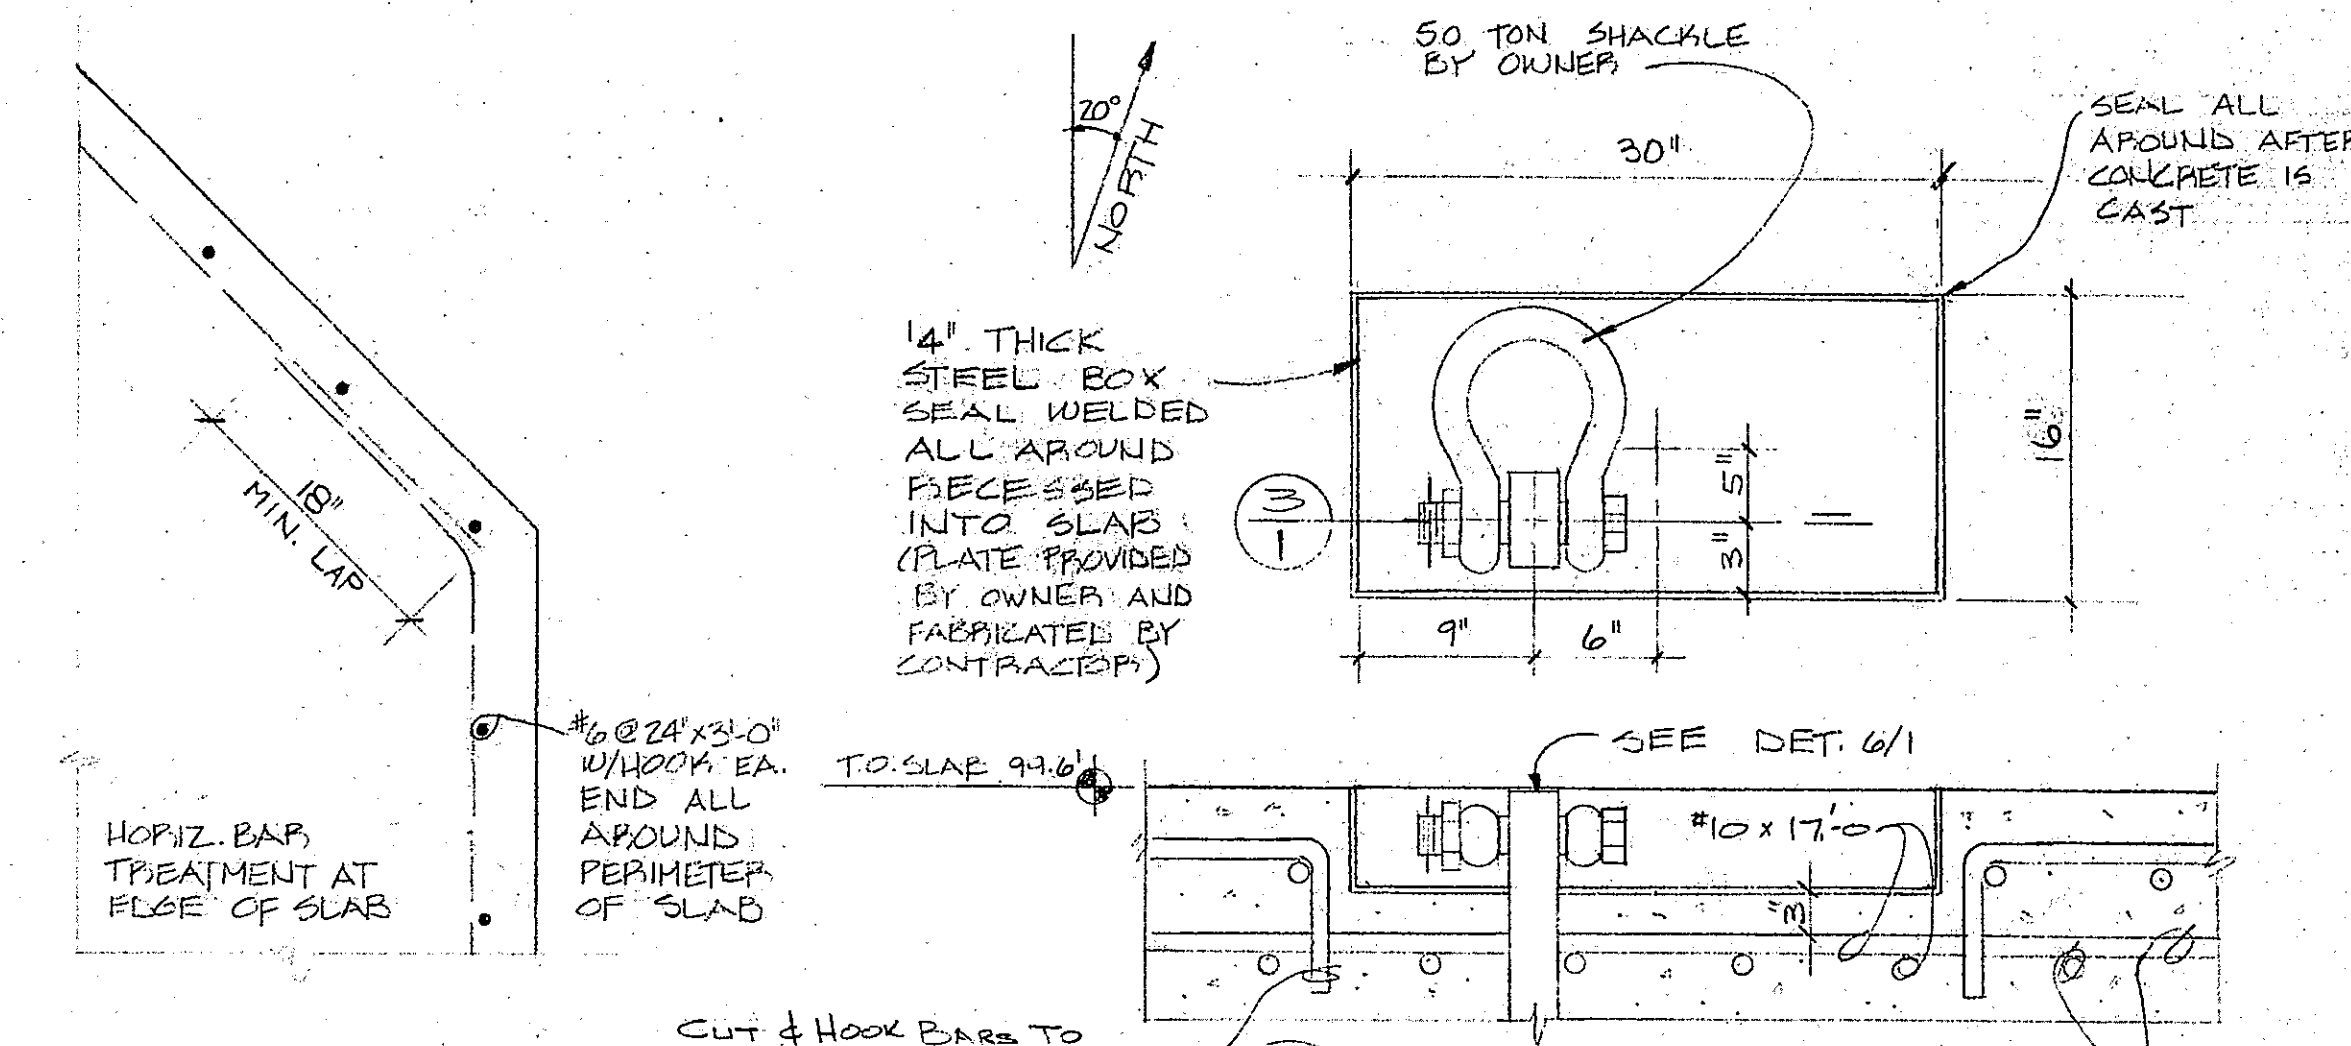 50 TON SHACKLE
BY OWNER
20°
NORTH
SEAL ALL
AROUND AFTER
CONCRETE IS
CAST
30"
1/4" THICK
STEEL BOX
SEAL WELDED
ALL AROUND
RECESSED
INTO SLAB
(PLATE PROVIDED
BY OWNER AND
FABRICATED BY
CONTRACTOR)
3
1
5"
3"
16"
9"
6"
18"
MIN. LAP
#6 @ 24" x 3'-0"
W/HOOK EA.
END ALL
AROUND
PERIMETER
OF SLAB
HORIZ. BAR
TREATMENT AT
EDGE OF SLAB
T.O. SLAB 99.6'
SEE DET. 6/1
#10 x 17'-0
3"
CUT & HOOK BARS TO